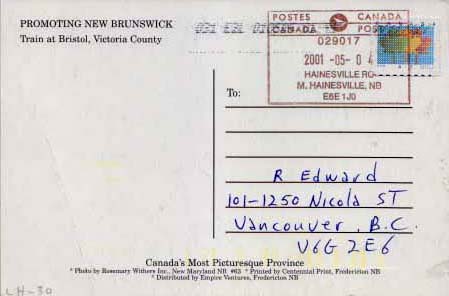 PROMOTING NEW BRUNSWICK
Train at Bristol, Victoria County
POSTES CANADA
CANADA POST
029017
2001 -05- 04
HAINESVILLE RO
M. HAINESVILLE, NB
E6E 1J0
To:
R Edward
101-1250 Nicola ST
Vancouver, B.C.
V6G 2E6
Canada's Most Picturesque Province
* Photo by Rosemary Withers Inc., New Maryland NB #63 * Printed by Centennial Print, Fredericton NB
* Distributed by Empire Ventures, Fredericton NB
LH-30